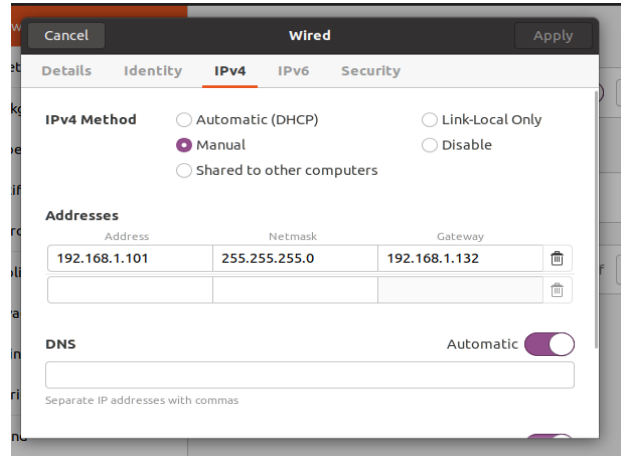 Cancel Wired Apply
Details Identity IPv4 IPv6 Security
IPv4 Method Automatic (DHCP) Link-Local Only
Manual Disable
Shared to other computers
Addresses
Address Netmask Gateway
192.168.1.101 255.255.255.0 192.168.1.132
DNS Automatic
Separate IP addresses with commas